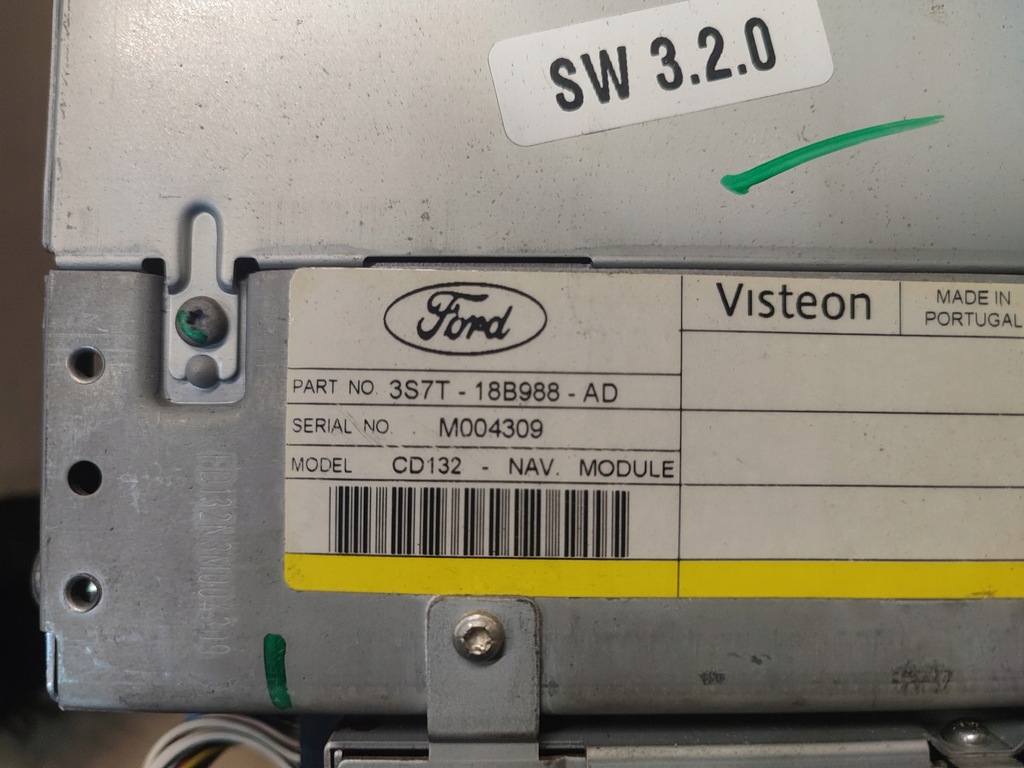 SW 3.2.0
Ford
Visteon
MADE IN
PORTUGAL
PART NO. 3S7T - 18B988 - AD
SERIAL NO. M004309
MODEL CD132 - NAV. MODULE